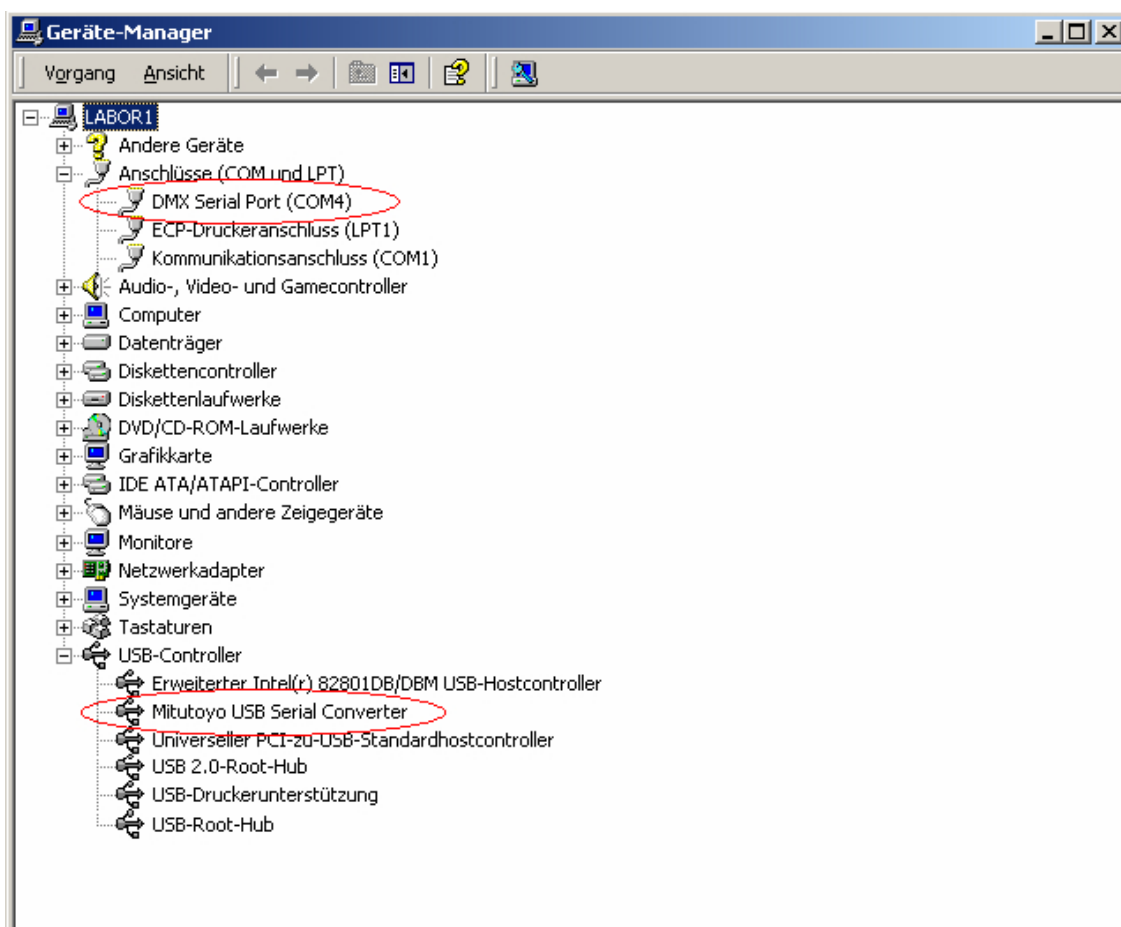 Geräte-Manager
Vorgang Ansicht
LABOR1
Andere Geräte
Anschlüsse (COM und LPT)
DMX Serial Port (COM4)
ECP-Druckeranschluss (LPT1)
Kommunikationsanschluss (COM1)
Audio-, Video- und Gamecontroller
Computer
Datenträger
Diskettencontroller
Diskettenlaufwerke
DVD/CD-ROM-Laufwerke
Grafikkarte
IDE ATA/ATAPI-Controller
Mäuse und andere Zeigegeräte
Monitore
Netzwerkadapter
Systemgeräte
Tastaturen
USB-Controller
Erweiterter Intel(r) 82801DB/DBM USB-Hostcontroller
Mitutoyo USB Serial Converter
Universeller PCI-zu-USB-Standardhostcontroller
USB 2.0-Root-Hub
USB-Druckerunterstützung
USB-Root-Hub